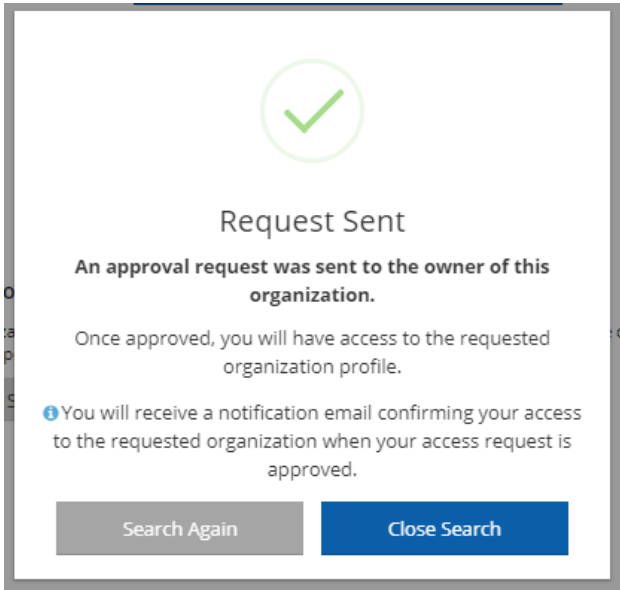 Request Sent
An approval request was sent to the owner of this
organization.
Once approved, you will have access to the requested
organization profile.
You will receive a notification email confirming your access
to the requested organization when your access request is
approved.
Search Again
Close Search